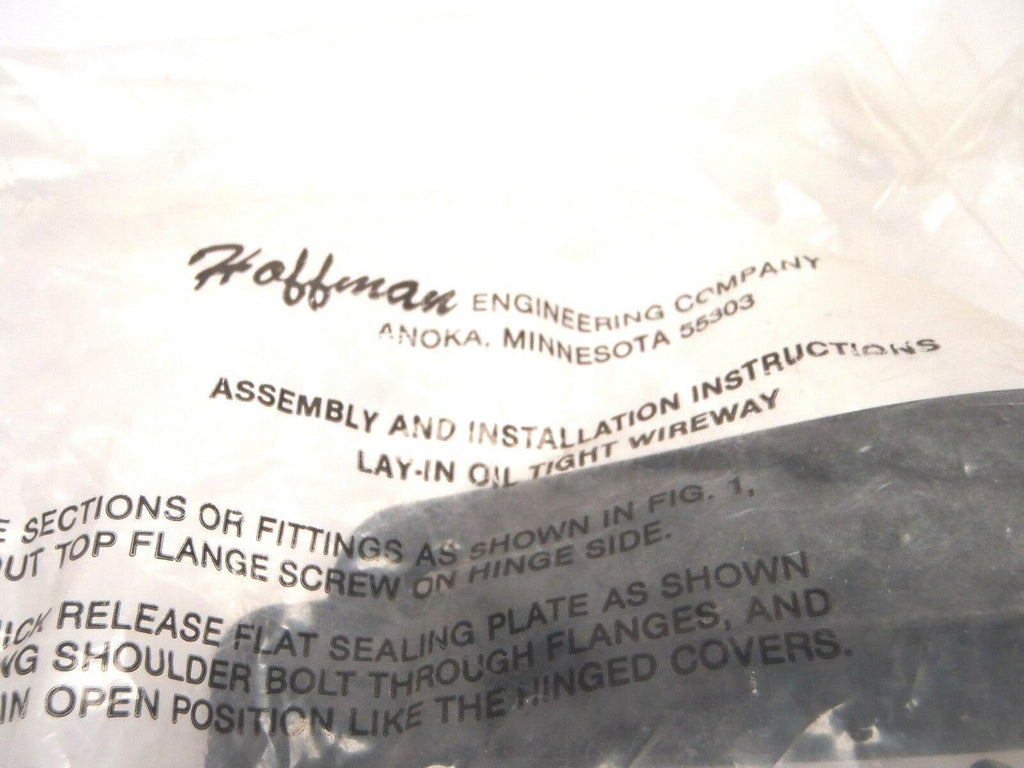 Hoffman ENGINEERING COMPANY
ANOKA, MINNESOTA 55303
ASSEMBLY AND INSTALLATION INSTRUCTIONS
LAY-IN OIL TIGHT WIREWAY
SECTIONS OR FITTINGS AS SHOWN IN FIG. 1,
TOP FLANGE SCREW ON HINGE SIDE.
RELEASE FLAT SEALING PLATE AS SHOWN
SHOULDER BOLT THROUGH FLANGES, AND
IN OPEN POSITION LIKE THE HINGED COVERS.